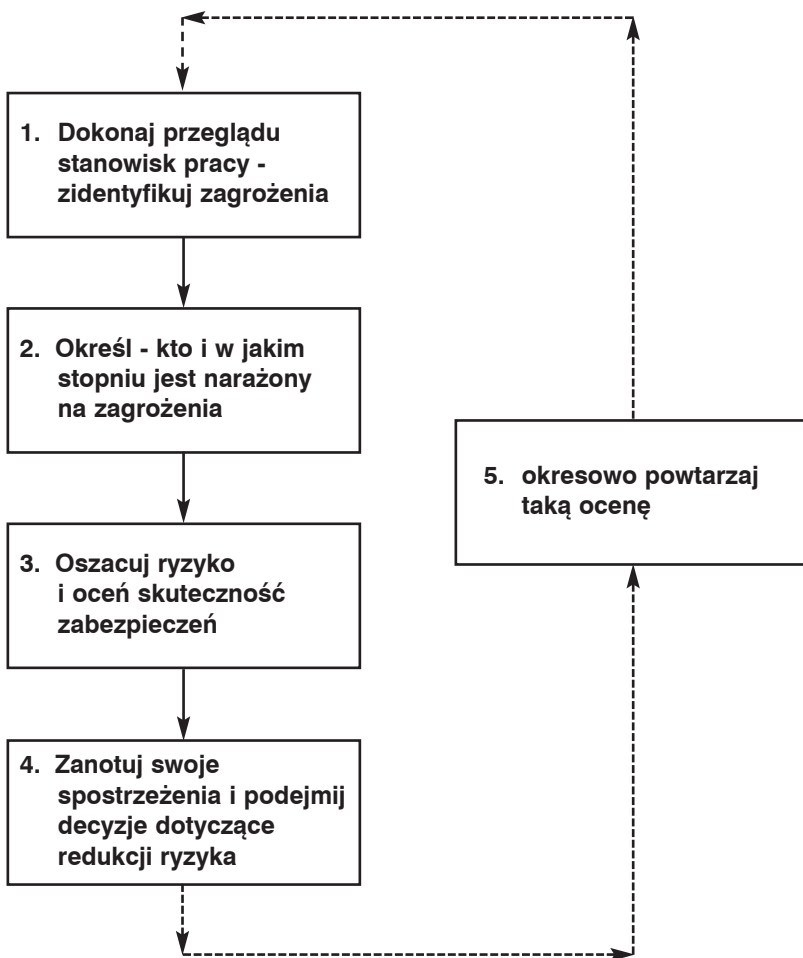 1. Dokonaj przeglądu
stanowisk pracy -
zidentyfikuj zagrożenia
2. Określ - kto i w jakim
stopniu jest narażony
na zagrożenia
3. Oszacuj ryzyko
i oceń skuteczność
zabezpieczeń
4. Zanotuj swoje
spostrzeżenia i podejmij
decyzje dotyczące
redukcji ryzyka
5. okresowo powtarzaj
taką ocenę